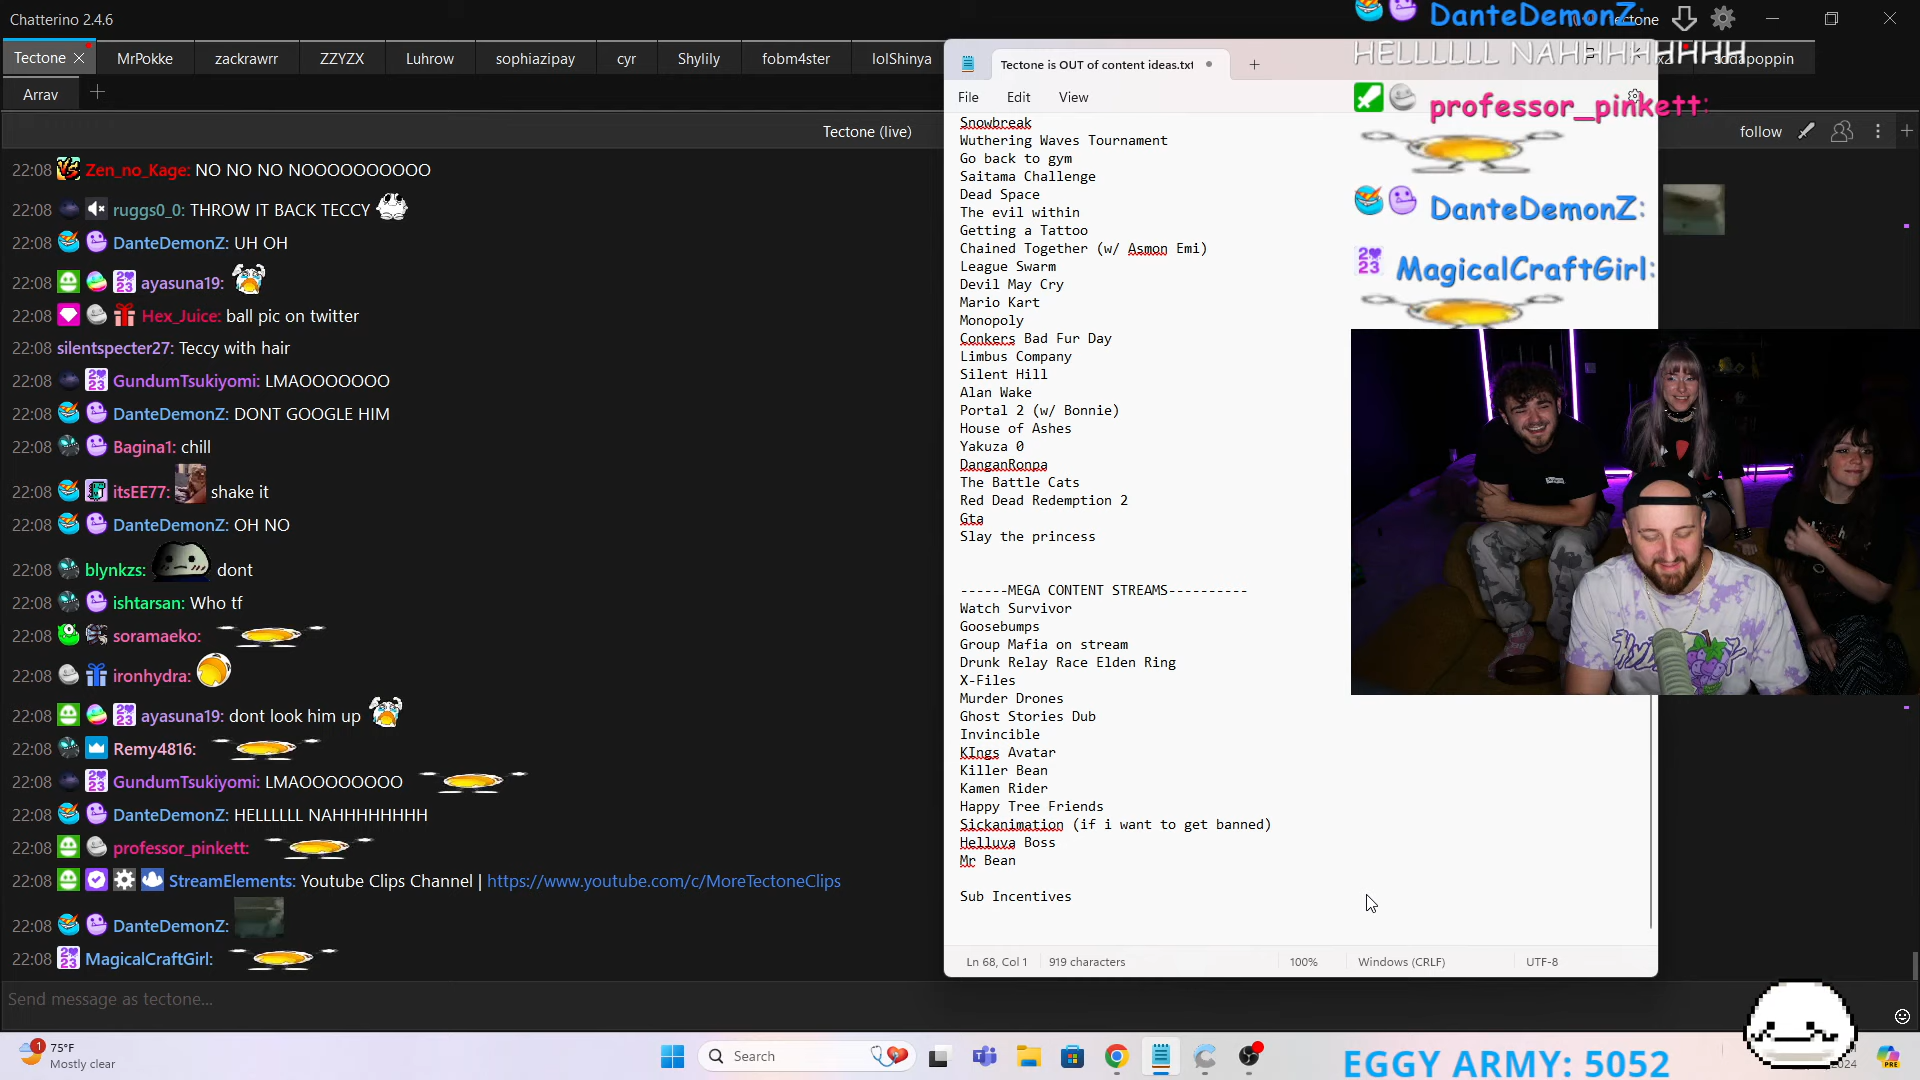 Chatterino 2.4.6
Tectone
MrPokke
zackrawrr
ZZYZX
Luhrow
sophiazipay
cyr
Shylily
fobm4ster
lolShinya
sodapoppin
Arrav
Tectone (live)
follow
22:08 Zen_no_Kage: NO NO NO NOOOOOOOOO
22:08 ruggs0_0: THROW IT BACK TECCY
22:08 DanteDemonZ: UH OH
22:08 ayasuna19:
22:08 Hex_Juice: ball pic on twitter
22:08 silentspecter27: Teccy with hair
22:08 GundumTsukiyomi: LMAOOOOOOO
22:08 DanteDemonZ: DONT GOOGLE HIM
22:08 Bagina1: chill
22:08 itsEE77: shake it
22:08 DanteDemonZ: OH NO
22:08 blynkzs: dont
22:08 ishtarsan: Who tf
22:08 soramaeko:
22:08 ironhydra:
22:08 ayasuna19: dont look him up
22:08 Remy4816:
22:08 GundumTsukiyomi: LMAOOOOOOOO
22:08 DanteDemonZ: HELLLLLL NAHHHHHHHH
22:08 professor_pinkett:
22:08 StreamElements: Youtube Clips Channel | https://www.youtube.com/c/MoreTectoneClips
22:08 DanteDemonZ:
22:08 MagicalCraftGirl:
Send message as tectone...
Tectone is OUT of content ideas.txt
File
Edit
View
Snowbreak
Wuthering Waves Tournament
Go back to gym
Saitama Challenge
Dead Space
The evil within
Getting a Tattoo
Chained Together (w/ Asmon Emi)
League Swarm
Devil May Cry
Mario Kart
Monopoly
Conkers Bad Fur Day
Limbus Company
Silent Hill
Alan Wake
Portal 2 (w/ Bonnie)
House of Ashes
Yakuza 0
DanganRonpa
The Battle Cats
Red Dead Redemption 2
Gta
Slay the princess
------MEGA CONTENT STREAMS----------
Watch Survivor
Goosebumps
Group Mafia on stream
Drunk Relay Race Elden Ring
X-Files
Murder Drones
Ghost Stories Dub
Invincible
KIngs Avatar
Killer Bean
Kamen Rider
Happy Tree Friends
Sickanimation (if i want to get banned)
Helluva Boss
Mr Bean
Sub Incentives
Ln 68, Col 1
919 characters
100%
Windows (CRLF)
UTF-8
DanteDemonZ:
HELLLLLL NAHHHHHHHH
professor_pinkett:
DanteDemonZ:
MagicalCraftGirl:
75°F
Mostly clear
Search
EGGY ARMY: 5052